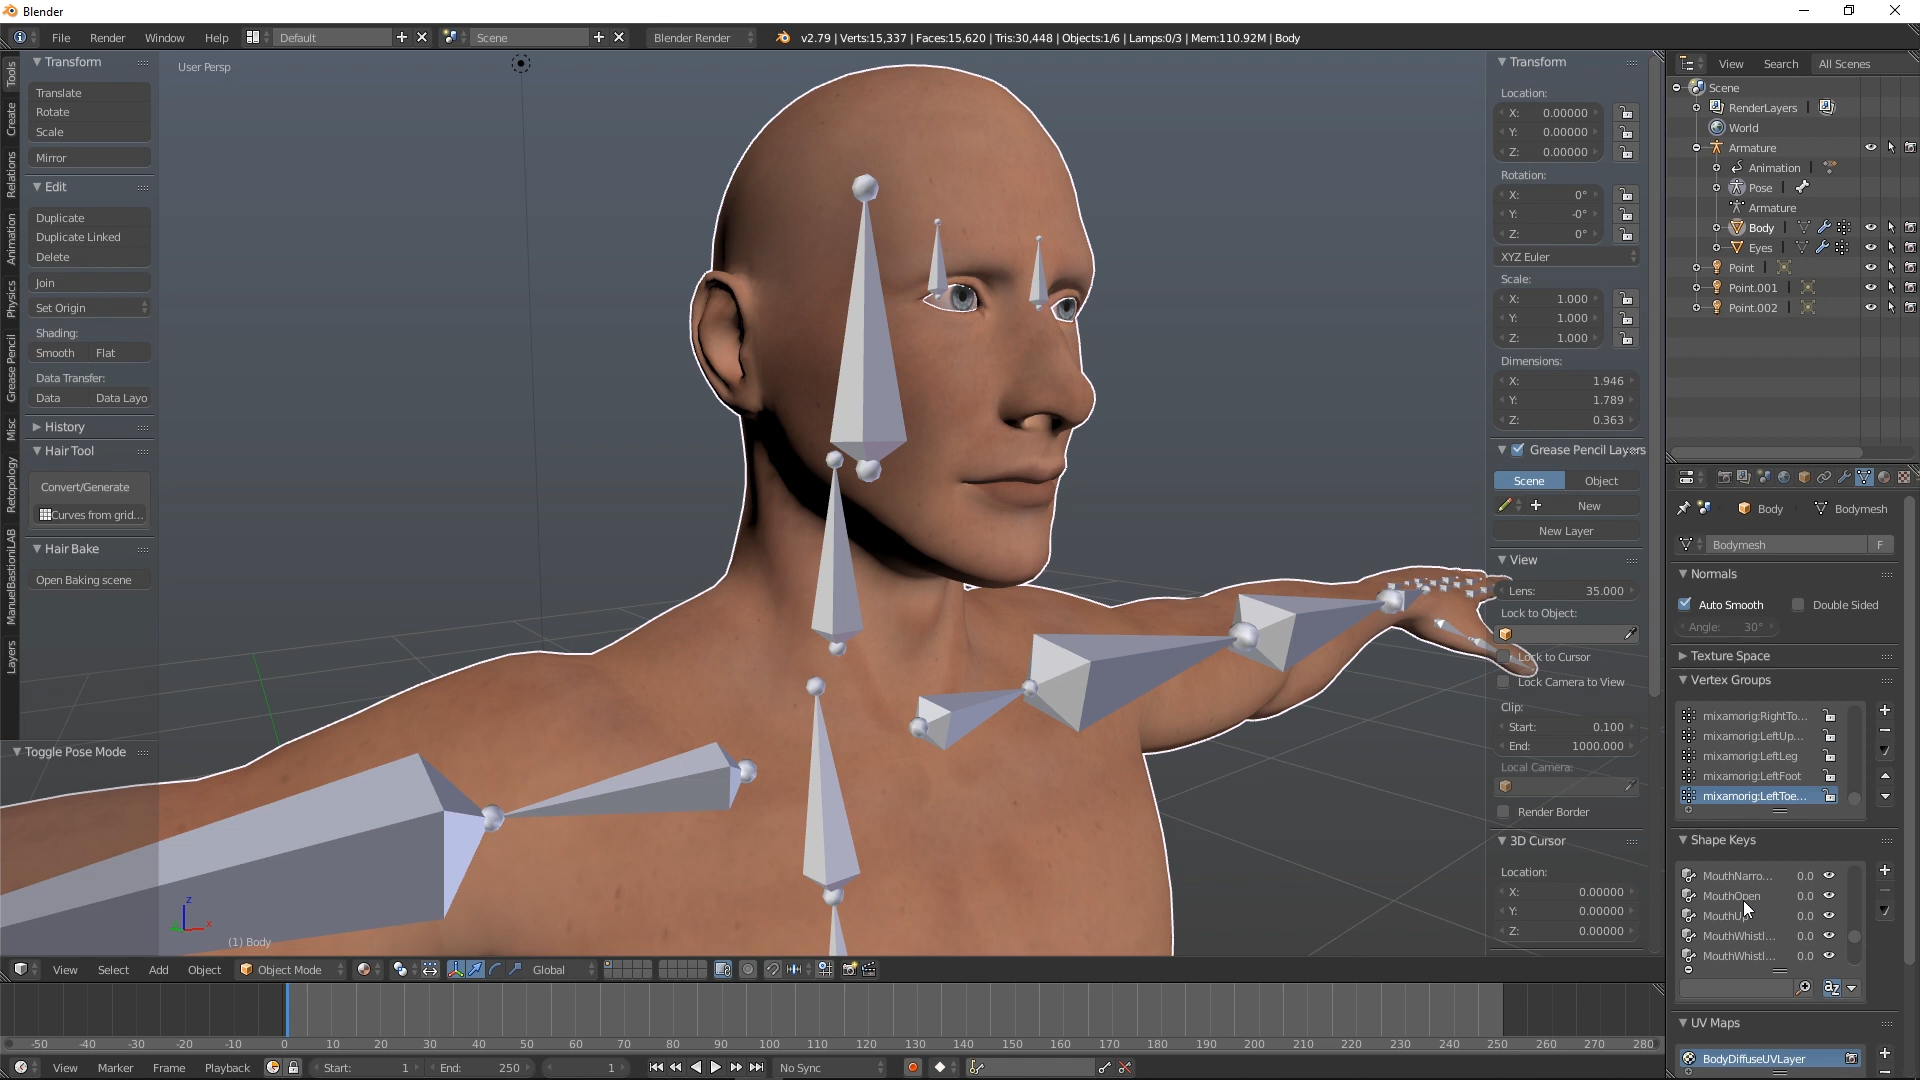 Blender
File Render Window Help Default Scene Blender Render v2.79 | Verts:15,337 | Faces:15,620 | Tris:30,448 | Objects:1/6 | Lamps:0/3 | Mem:110.92M | Body
Tools
Create
Relations
Animation
Physics
Grease Pencil
Misc
Retopology
ManuelBastioniLAB
Layers
Transform
Translate
Rotate
Scale
Mirror
Edit
Duplicate
Duplicate Linked
Delete
Join
Set Origin
Shading:
Smooth Flat
Data Transfer:
Data Data Layo
History
Hair Tool
Convert/Generate
Curves from grid...
Hair Bake
Open Baking scene
Toggle Pose Mode
User Persp
z
x
(1) Body
Transform
Location:
X: 0.00000
Y: 0.00000
Z: 0.00000
Rotation:
X: 0°
Y: -0°
Z: 0°
XYZ Euler
Scale:
X: 1.000
Y: 1.000
Z: 1.000
Dimensions:
X: 1.946
Y: 1.789
Z: 0.363
Grease Pencil Layers
Scene Object
New
New Layer
View
Lens: 35.000
Lock to Object:
Lock to Cursor
Lock Camera to View
Clip:
Start: 0.100
End: 1000.000
Local Camera:
Render Border
3D Cursor
Location:
X: 0.00000
Y: 0.00000
Z: 0.00000
View Search All Scenes
Scene
RenderLayers |
World
Armature
Animation |
Pose |
Armature
Body |
Eyes |
Point |
Point.001 |
Point.002 |
Body Bodymesh
Bodymesh F
Normals
Auto Smooth Double Sided
Angle: 30°
Texture Space
Vertex Groups
mixamorig:RightTo...
mixamorig:LeftUp...
mixamorig:LeftLeg
mixamorig:LeftFoot
mixamorig:LeftToe...
Shape Keys
MouthNarro... 0.0
MouthOpen 0.0
MouthUp 0.0
MouthWhistl... 0.0
MouthWhistl... 0.0
az
UV Maps
BodyDiffuseUVLayer
View Select Add Object Object Mode Global
-50 -40 -30 -20 -10 0 10 20 30 40 50 60 70 80 90 100 110 120 130 140 150 160 170 180 190 200 210 220 230 240 250 260 270 280
View Marker Frame Playback Start: 1 End: 250 1 No Sync